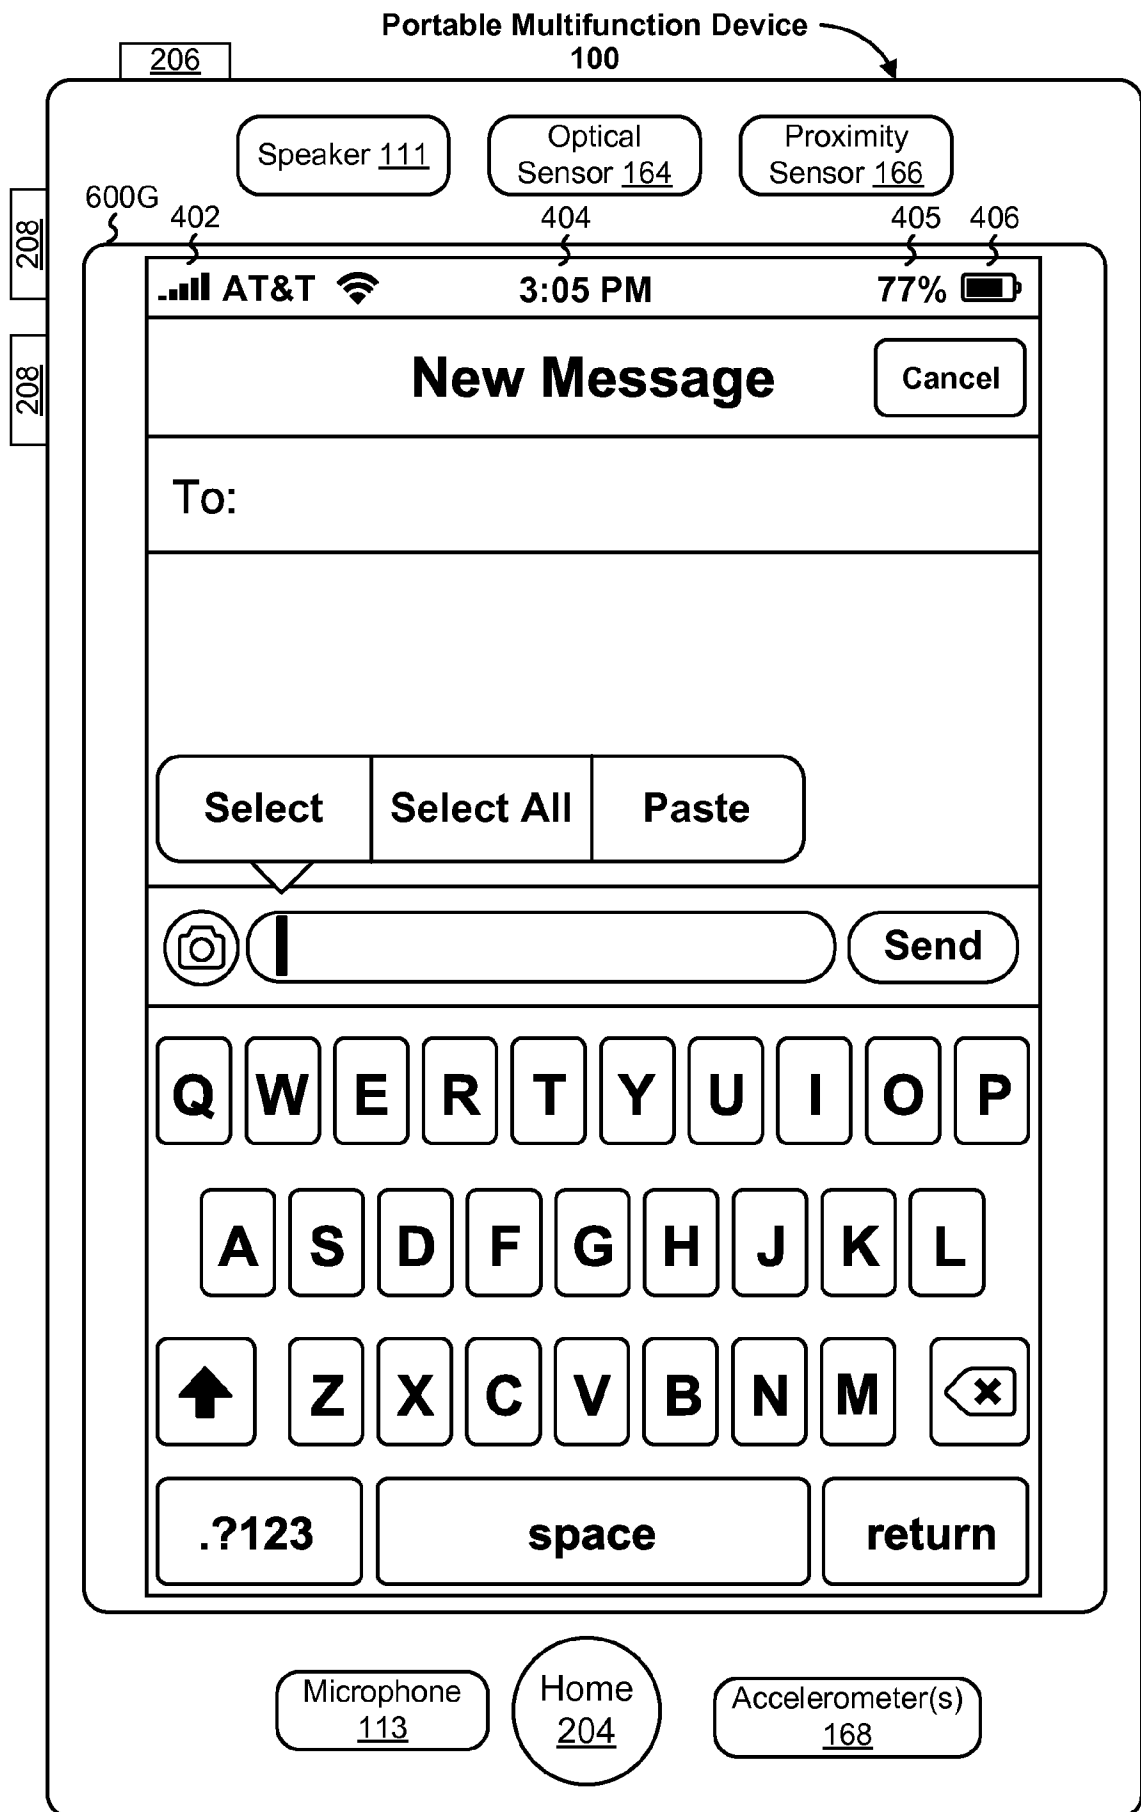 Portable Multifunction Device
100
206
Speaker 111
Optical
Sensor 164
Proximity
Sensor 166
600G
402
404
405
406
208
208
AT&T
3:05 PM
77%
New Message
Cancel
To:
Select
Select All
Paste
Send
Q W E R T Y U I O P
A S D F G H J K L
Z X C V B N M
.?123
space
return
Microphone
113
Home
204
Accelerometer(s)
168